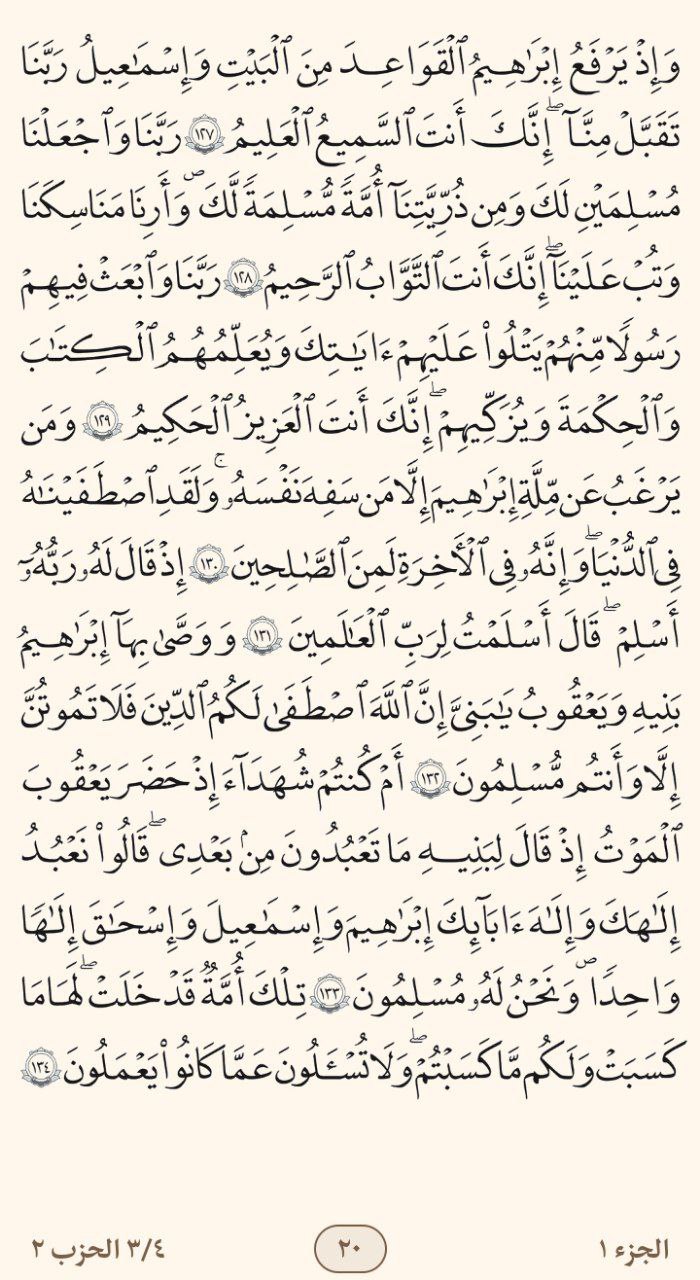 وَإِذۡ يَرۡفَعُ إِبۡرَٰهِـۧمُ ٱلۡقَوَاعِدَ مِنَ ٱلۡبَيۡتِ وَإِسۡمَٰعِيلُ رَبَّنَا
تَقَبَّلۡ مِنَّآۖ إِنَّكَ أَنتَ ٱلسَّمِيعُ ٱلۡعَلِيمُ ١٢٧ رَبَّنَا وَٱجۡعَلۡنَا
مُسۡلِمَيۡنِ لَكَ وَمِن ذُرِّيَّتِنَآ أُمَّةٗ مُّسۡلِمَةٗ لَّكَۖ وَأَرِنَا مَنَاسِكَنَا
وَتُبۡ عَلَيۡنَآۖ إِنَّكَ أَنتَ ٱلتَّوَّابُ ٱلرَّحِيمُ ١٢٨ رَبَّنَا وَٱبۡعَثۡ فِيهِمۡ
رَسُولٗا مِّنۡهُمۡ يَتۡلُواْ عَلَيۡهِمۡ ءَايَٰتِكَ وَيُعَلِّمُهُمُ ٱلۡكِتَٰبَ
وَٱلۡحِكۡمَةَ وَيُزَكِّيهِمۡۖ إِنَّكَ أَنتَ ٱلۡعَزِيزُ ٱلۡحَكِيمُ ١٢٩ وَمَن
يَرۡغَبُ عَن مِّلَّةِ إِبۡرَٰهِـۧمَ إِلَّا مَن سَفِهَ نَفۡسَهُۥۚ وَلَقَدِ ٱصۡطَفَيۡنَٰهُ
فِي ٱلدُّنۡيَاۖ وَإِنَّهُۥ فِي ٱلۡأٓخِرَةِ لَمِنَ ٱلصَّٰلِحِينَ ١٣٠ إِذۡ قَالَ لَهُۥ رَبُّهُۥٓ
أَسۡلِمۡۖ قَالَ أَسۡلَمۡتُ لِرَبِّ ٱلۡعَٰلَمِينَ ١٣١ وَوَصَّىٰ بِهَآ إِبۡرَٰهِـۧمُ
بَنِيهِ وَيَعۡقُوبُ يَٰبَنِيَّ إِنَّ ٱللَّهَ ٱصۡطَفَىٰ لَكُمُ ٱلدِّينَ فَلَا تَمُوتُنَّ
إِلَّا وَأَنتُم مُّسۡلِمُونَ ١٣٢ أَمۡ كُنتُمۡ شُهَدَآءَ إِذۡ حَضَرَ يَعۡقُوبَ
ٱلۡمَوۡتُ إِذۡ قَالَ لِبَنِيهِ مَا تَعۡبُدُونَ مِنۢ بَعۡدِيۖ قَالُواْ نَعۡبُدُ
إِلَٰهَكَ وَإِلَٰهَ ءَابَآئِكَ إِبۡرَٰهِـۧمَ وَإِسۡمَٰعِيلَ وَإِسۡحَٰقَ إِلَٰهٗا
وَٰحِدٗاۖ وَنَحۡنُ لَهُۥ مُسۡلِمُونَ ١٣٣ تِلۡكَ أُمَّةٞ قَدۡ خَلَتۡۖ لَهَا مَا
كَسَبَتۡ وَلَكُم مَّا كَسَبۡتُمۡۖ وَلَا تُسۡـَٔلُونَ عَمَّا كَانُواْ يَعۡمَلُونَ ١٣٤
الجزء ١
٢٠
٣/٤ الحزب ٢